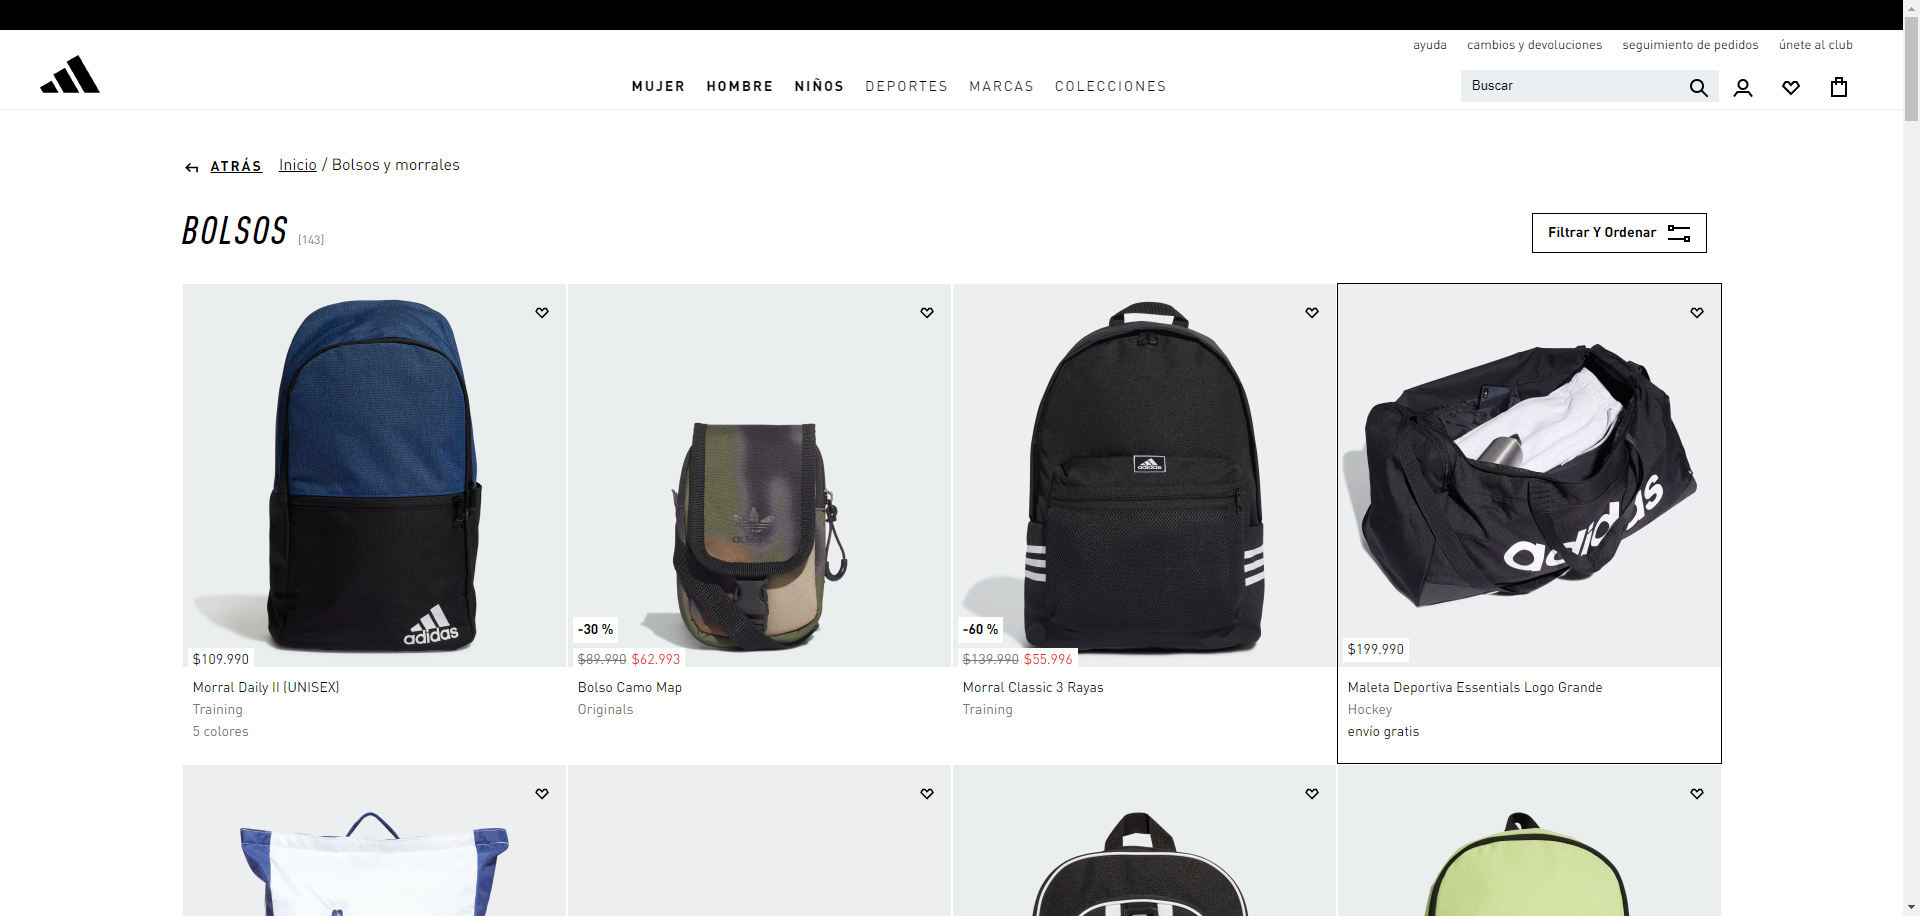 ayuda cambios y devoluciones seguimiento de pedidos únete al club
MUJER HOMBRE NIÑOS DEPORTES MARCAS COLECCIONES
Buscar
ATRÁS Inicio / Bolsos y morrales
BOLSOS [143]
Filtrar Y Ordenar
adidas
adidas
adidas
adidas
$109.990
Morral Daily II (UNISEX)
Training
5 colores
-30 %
$89.990 $62.993
Bolso Camo Map
Originals
-60 %
$139.990 $55.996
Morral Classic 3 Rayas
Training
$199.990
Maleta Deportiva Essentials Logo Grande
Hockey
envío gratis